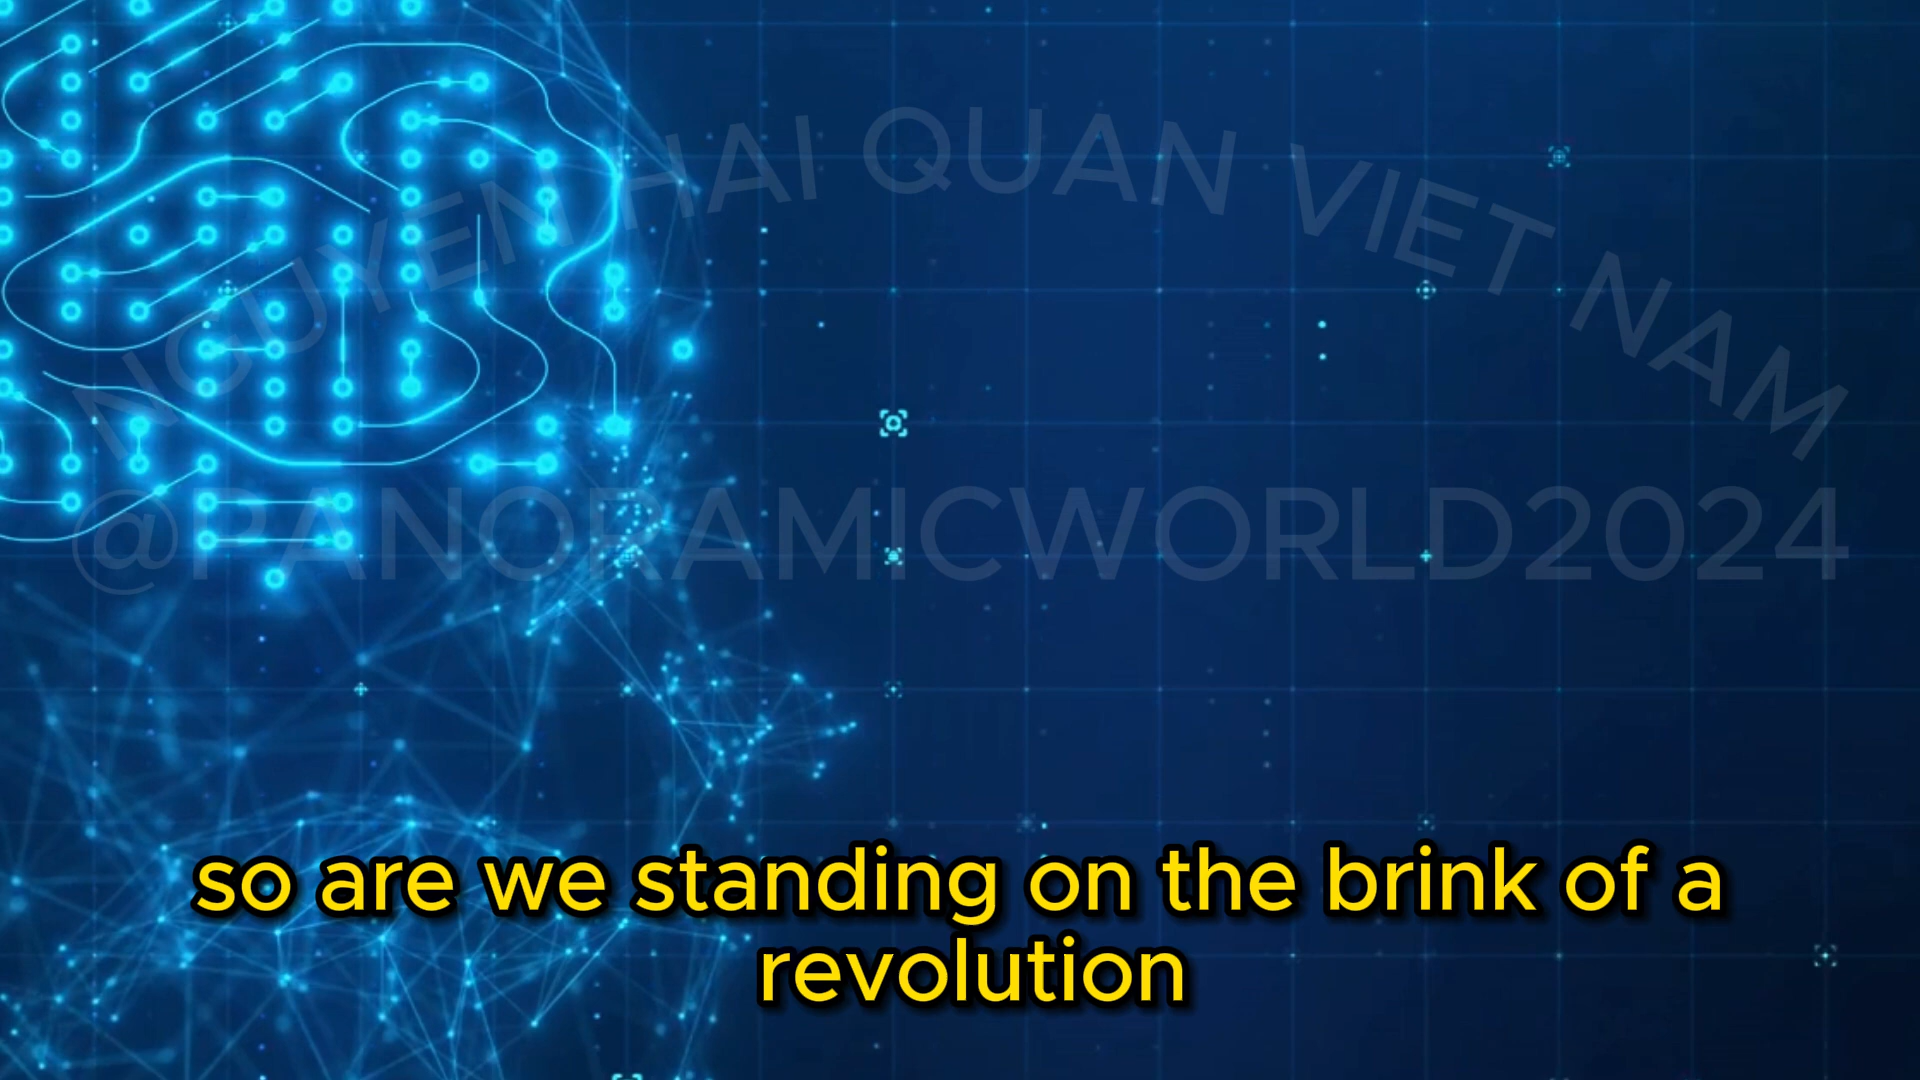 NGUYEN HAI QUAN VIET NAM
@PANORAMICWORLD2024
so are we standing on the brink of a
revolution